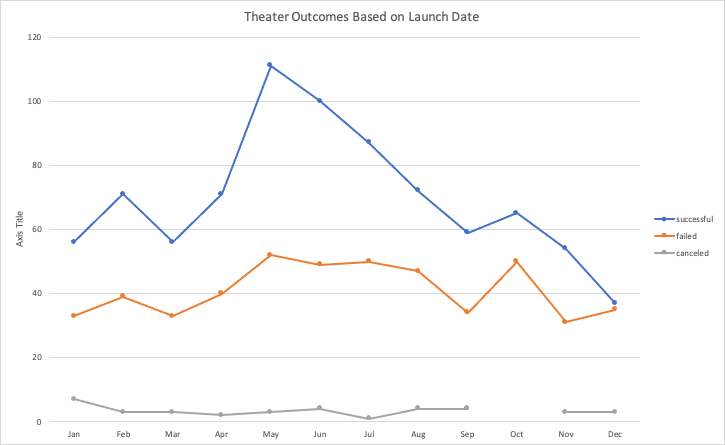 Theater Outcomes Based on Launch Date
120
100
80
60
40
20
0
Axis Title
Jan Feb Mar Apr May Jun Jul Aug Sep Oct Nov Dec
successful
failed
canceled